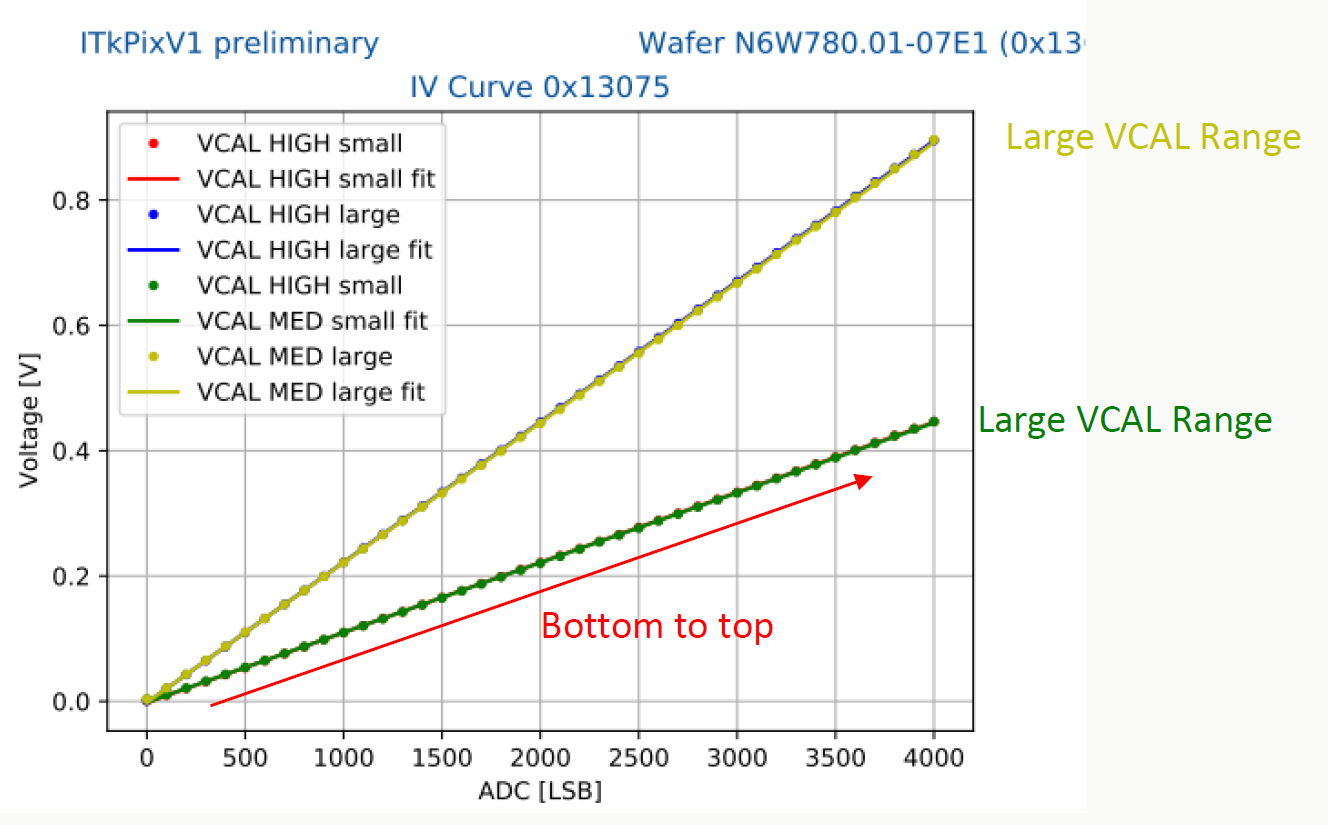 ITkPixV1 preliminary
Wafer N6W780.01-07E1 (0x13
IV Curve 0x13075
VCAL HIGH small
VCAL HIGH small fit
VCAL HIGH large
VCAL HIGH large fit
VCAL HIGH small
VCAL MED small fit
VCAL MED large
VCAL MED large fit
Large VCAL Range
Large VCAL Range
Bottom to top
Voltage [V]
0.8
0.6
0.4
0.2
0.0
0 500 1000 1500 2000 2500 3000 3500 4000
ADC [LSB]